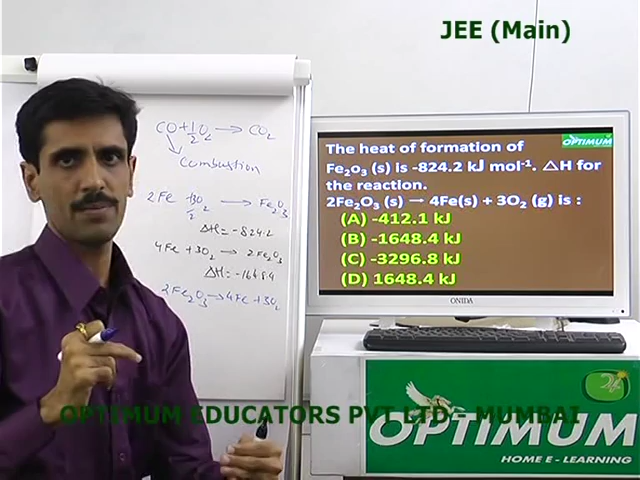 JEE (Main)
CO + 1/2 O₂ → CO₂
Combustion
2Fe + 3/2 O₂ → Fe₂O₃
ΔH = -824.2
4Fe + 3O₂ → 2Fe₂O₃
ΔH = -1648.4
2Fe₂O₃ → 4Fe + 3O₂
OPTIMUM
The heat of formation of
Fe₂O₃ (s) is -824.2 kJ mol⁻¹. △H for
the reaction.
2Fe₂O₃ (s) → 4Fe(s) + 3O₂ (g) is :
(A) -412.1 kJ
(B) -1648.4 kJ
(C) -3296.8 kJ
(D) 1648.4 kJ
ONIDA
OPTIMUM EDUCATORS PVT LTD - MUMBAI
OPTIMUM
HOME E - LEARNING